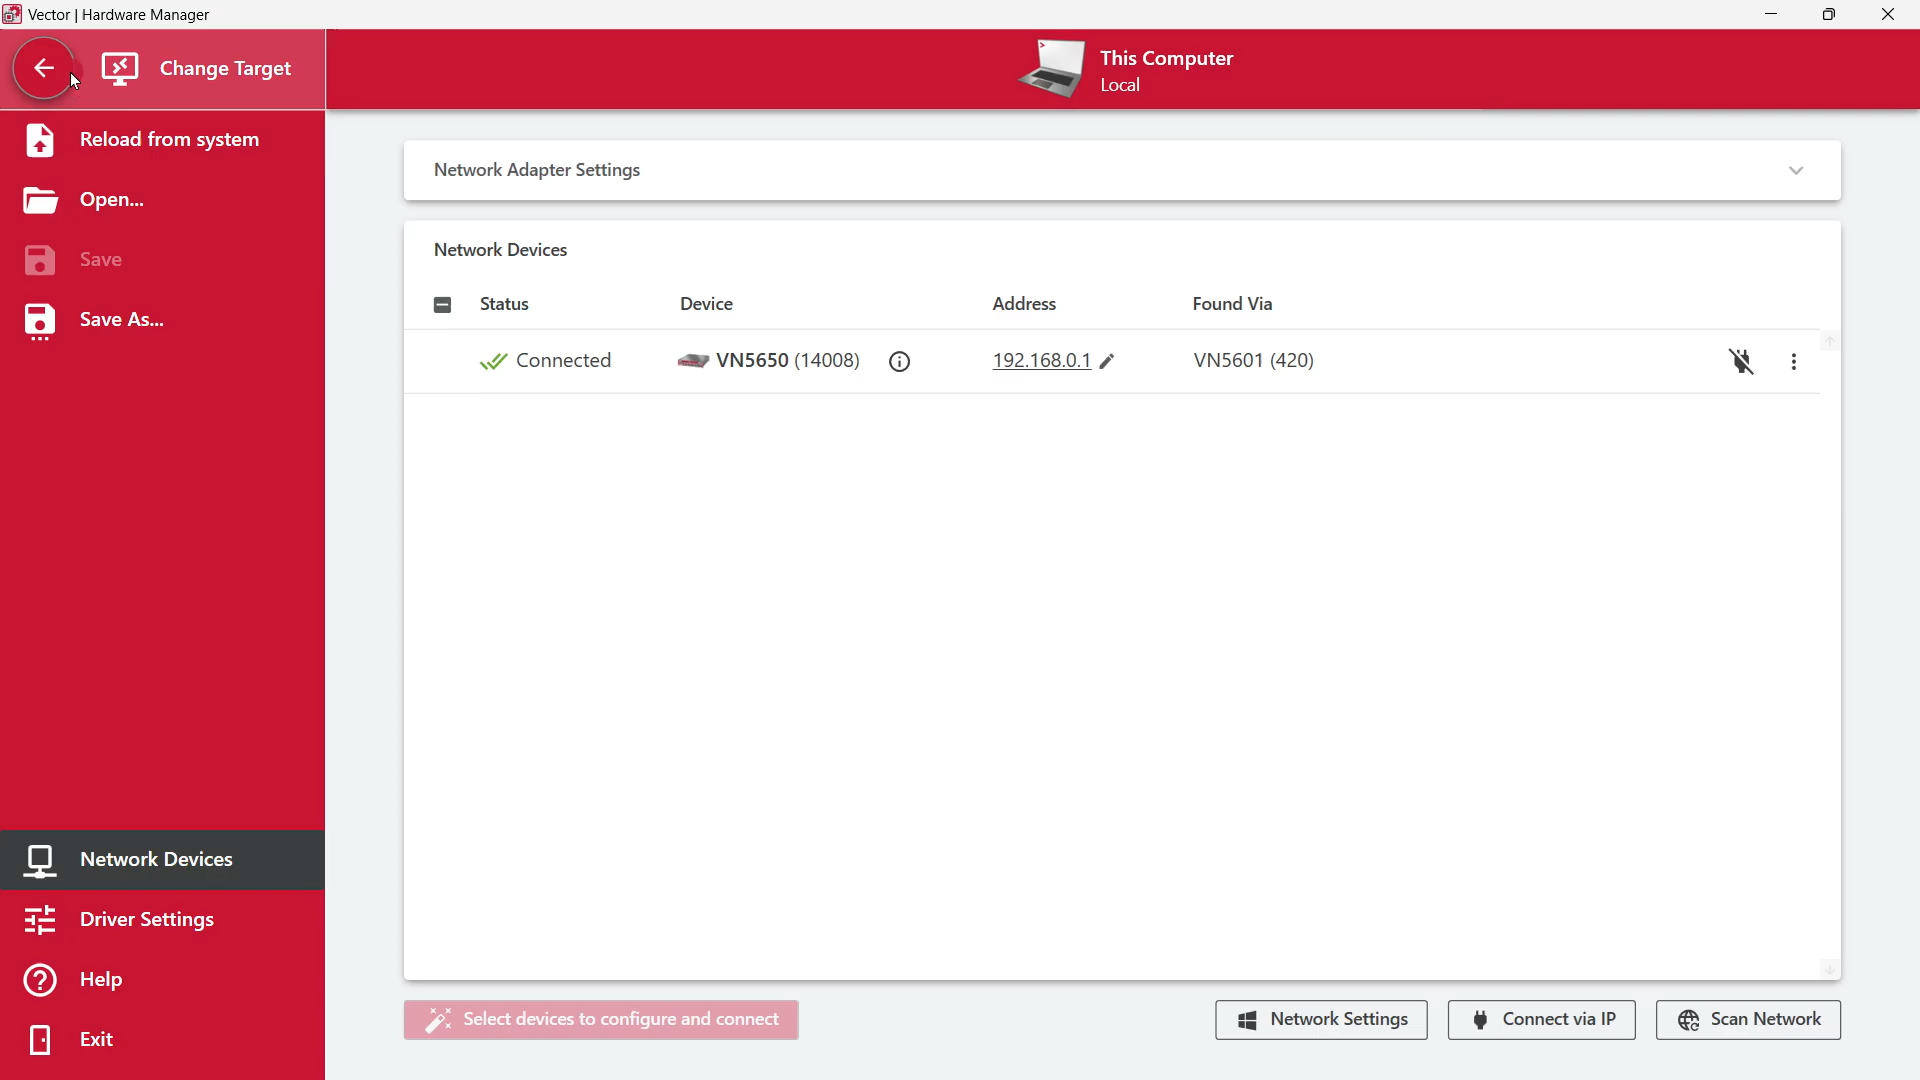 Vector | Hardware Manager
Change Target
This Computer
Local
Reload from system
Open...
Save
Save As...
Network Adapter Settings
Network Devices
Status Device Address Found Via
Connected VN5650 (14008) 192.168.0.1 VN5601 (420)
Network Devices
Driver Settings
Help
Exit
Select devices to configure and connect
Network Settings
Connect via IP
Scan Network